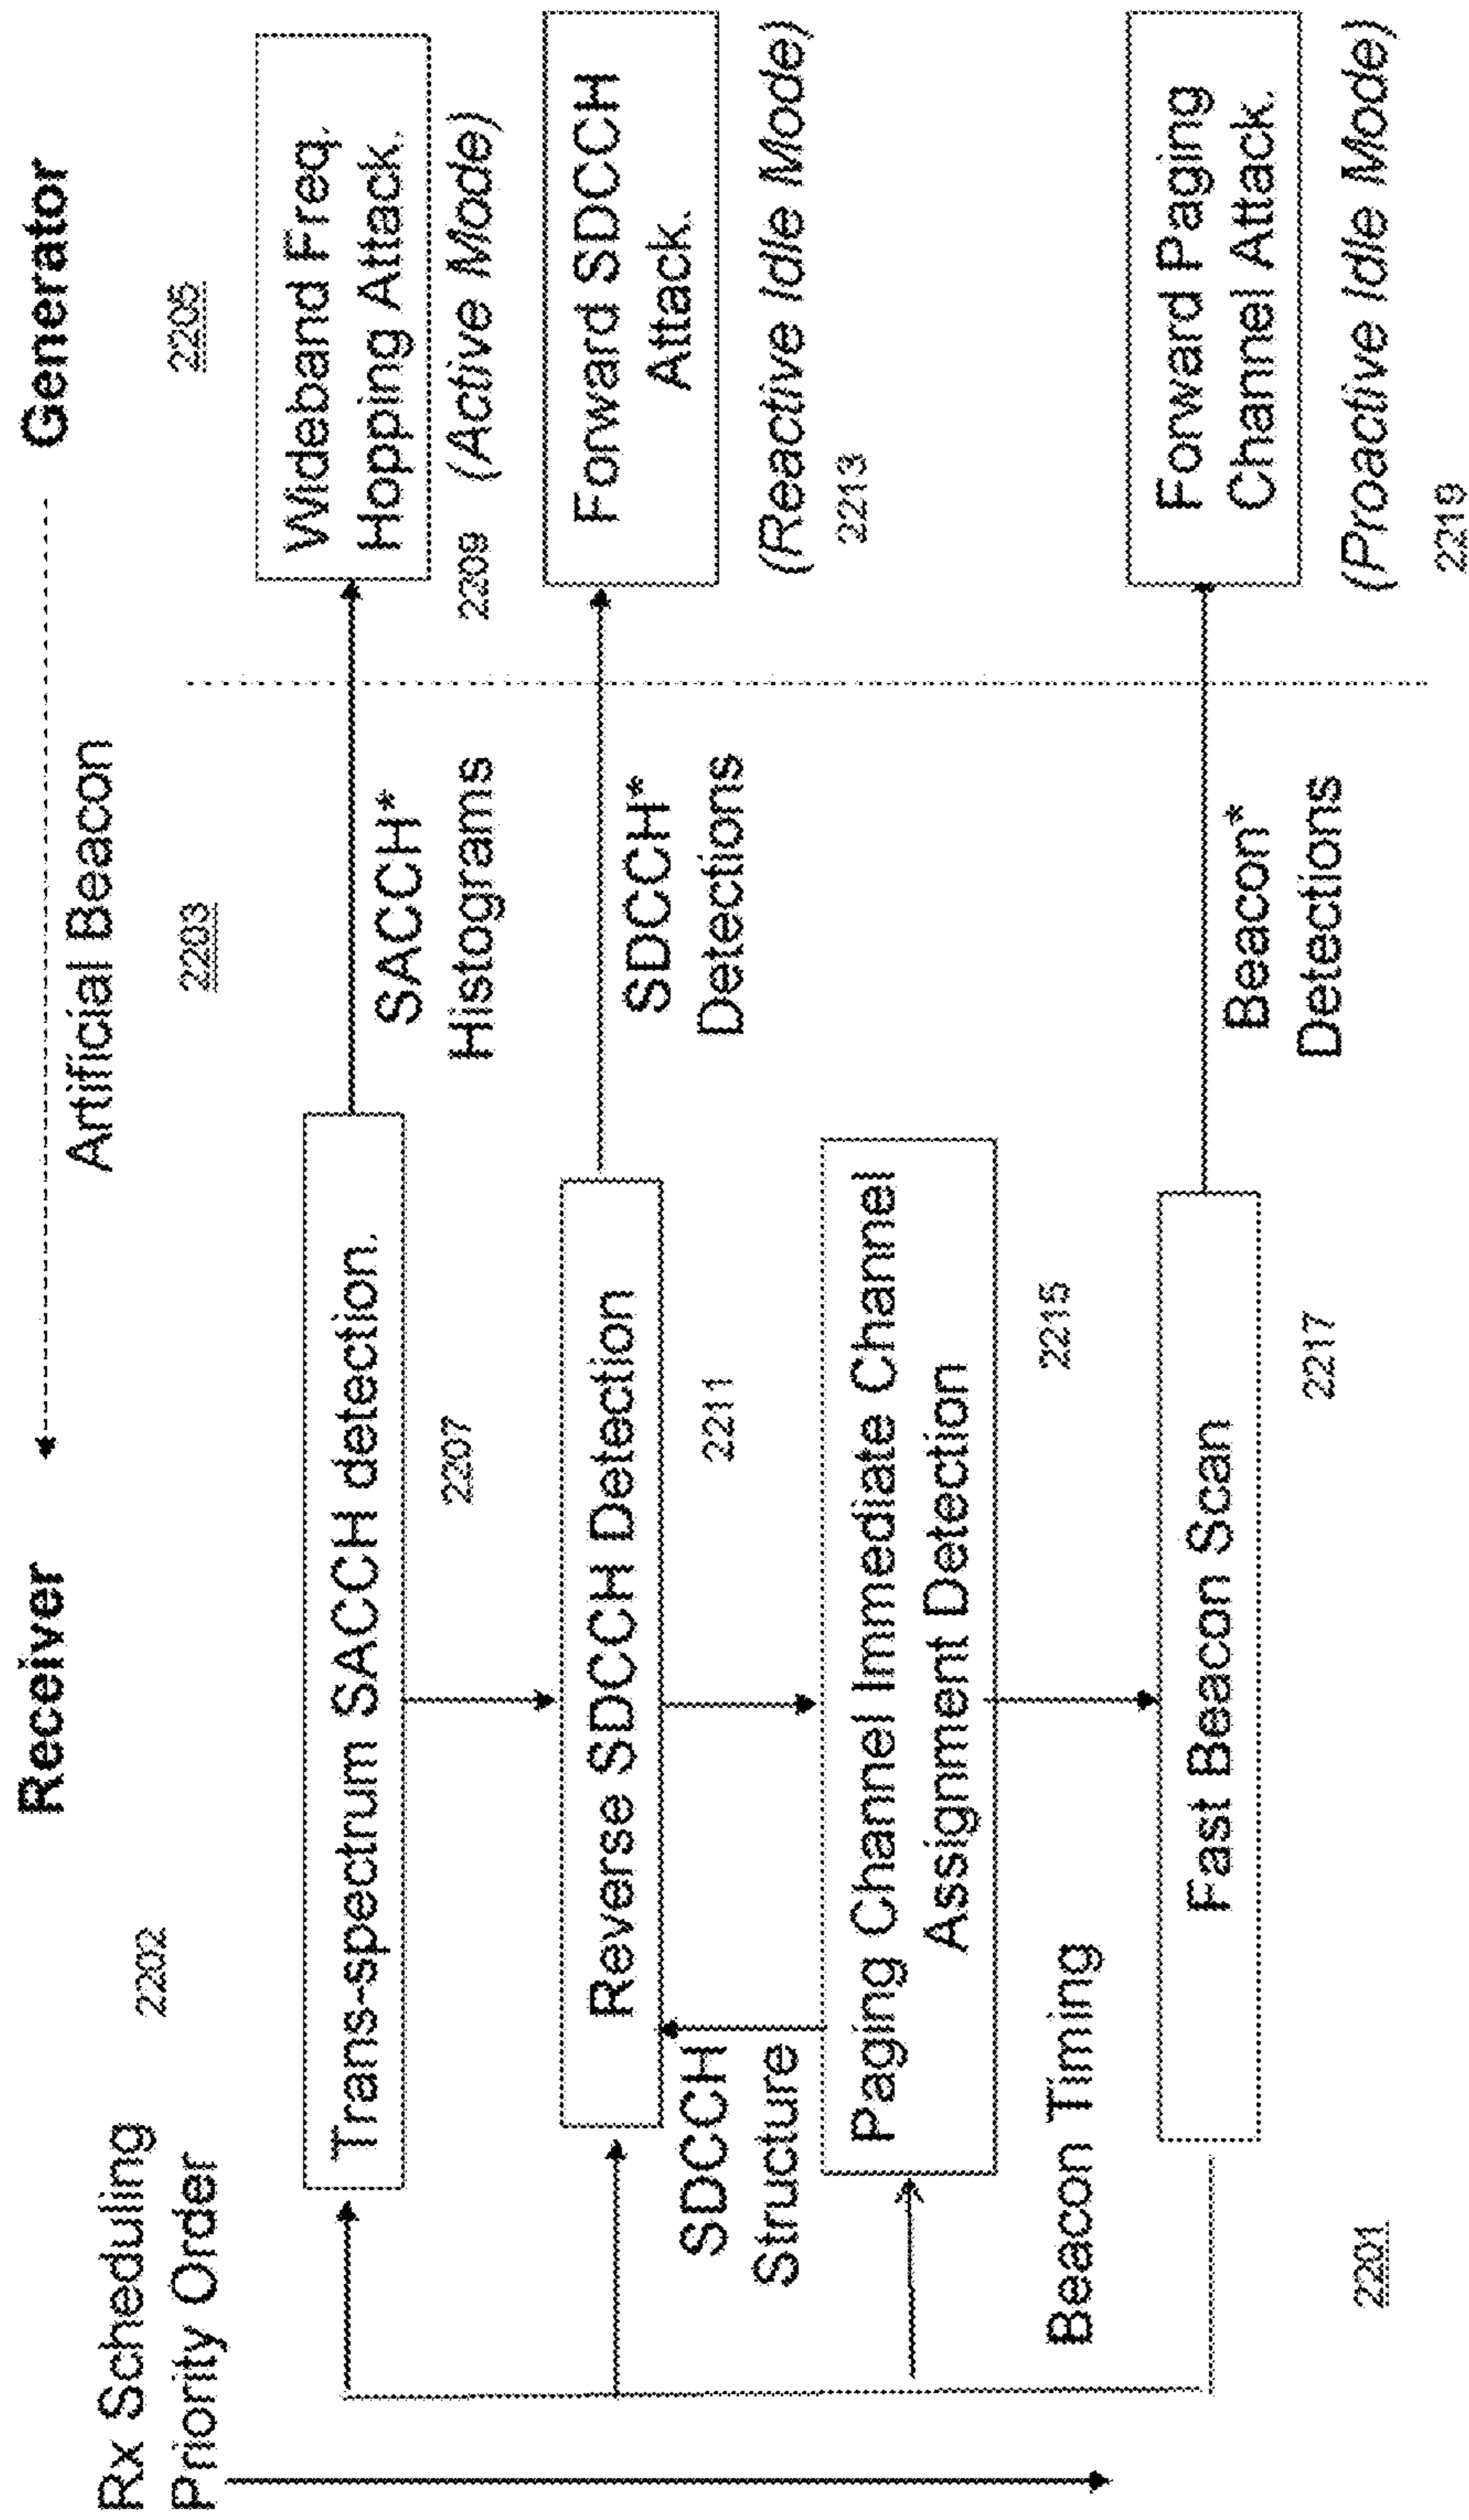 Receiver
Generator
Artificial Beacon
Rx Scheduling
Priority Order
2202
2203
2205
Trans-spectrum SACCH detection.
2207
SACCH*
Histograms
Wideband Freq.
Hopping Attack.
2209
(Active Mode)
Reverse SDCCH Detection
2211
SDCCH*
Detections
Forward SDCCH
Attack.
(Reactive Idle Mode)
2213
SDCCH
Structure
Paging Channel Immediate Channel
Assignment Detection
2215
Beacon Timing
Fast Beacon Scan
2217
Beacon*
Detections
Forward Paging
Channel Attack.
(Proactive Idle Mode)
2219
2201